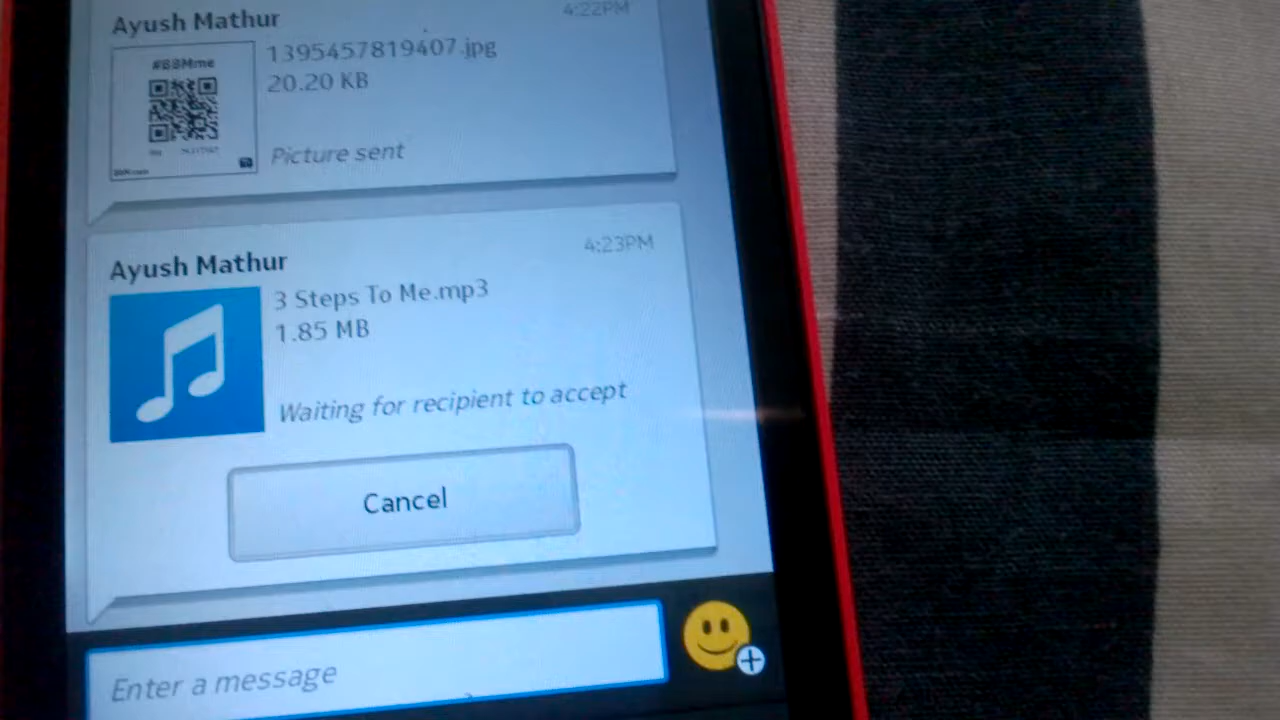 Ayush Mathur
4:22PM
#BBMme
1395457819407.jpg
20.20 KB
Picture sent
Ayush Mathur
4:23PM
3 Steps To Me.mp3
1.85 MB
Waiting for recipient to accept
Cancel
Enter a message